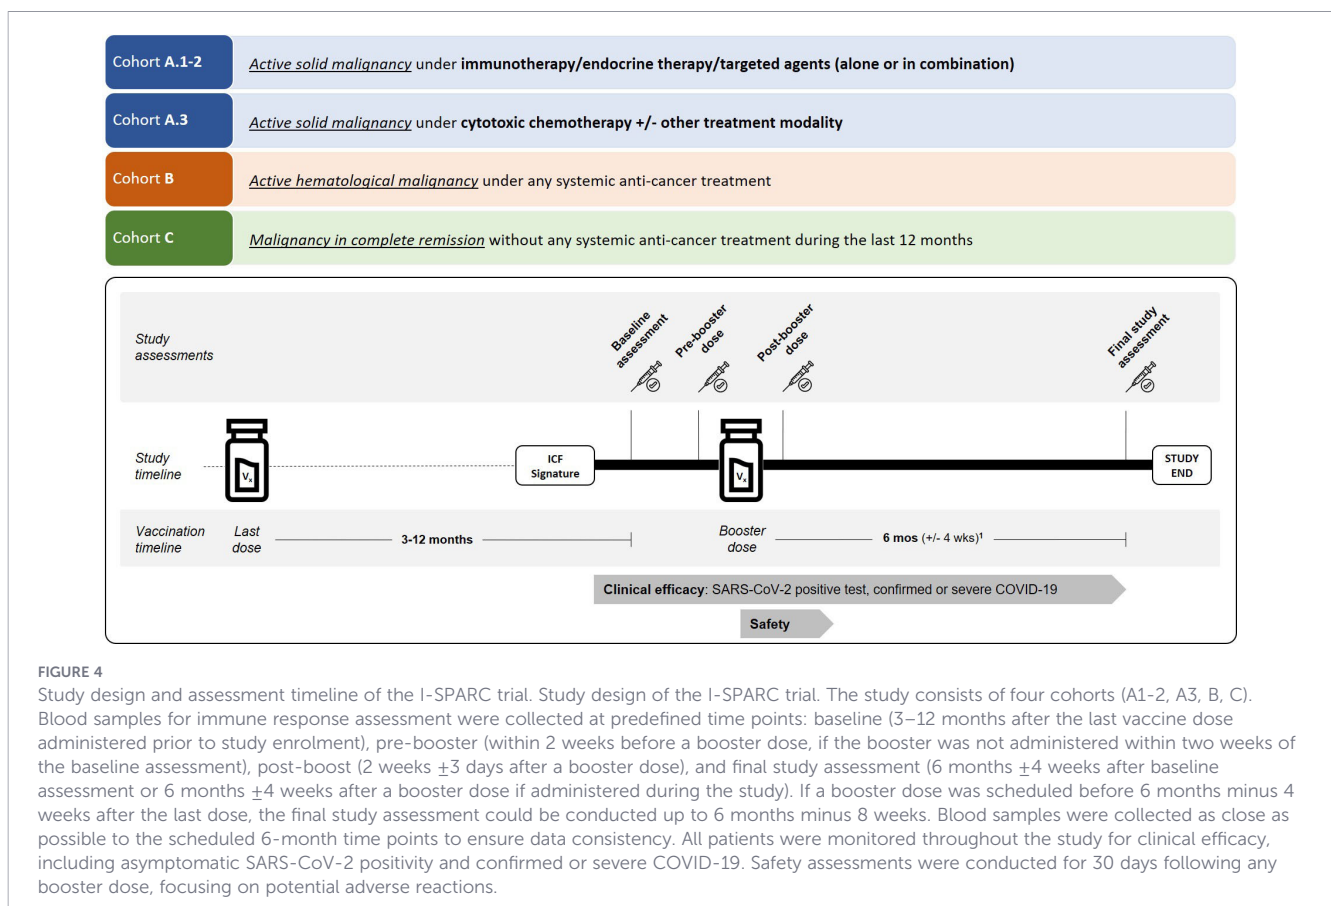 Cohort A.1-2
Active solid malignancy under immunotherapy/endocrine therapy/targeted agents (alone or in combination)
Cohort A.3
Active solid malignancy under cytotoxic chemotherapy +/- other treatment modality
Cohort B
Active hematological malignancy under any systemic anti-cancer treatment
Cohort C
Malignancy in complete remission without any systemic anti-cancer treatment during the last 12 months
Study
assessments
Baseline
assessment
Pre-booster
dose
Post-booster
dose
Final study
assessment
Study
timeline
Vx
ICF
Signature
Vx
STUDY
END
Vaccination
timeline
Last
dose
3-12 months
Booster
dose
6 mos (+/- 4 wks)¹
Clinical efficacy: SARS-CoV-2 positive test, confirmed or severe COVID-19
Safety
FIGURE 4
Study design and assessment timeline of the I-SPARC trial. Study design of the I-SPARC trial. The study consists of four cohorts (A1-2, A3, B, C).
Blood samples for immune response assessment were collected at predefined time points: baseline (3–12 months after the last vaccine dose
administered prior to study enrolment), pre-booster (within 2 weeks before a booster dose, if the booster was not administered within two weeks of
the baseline assessment), post-boost (2 weeks ±3 days after a booster dose), and final study assessment (6 months ±4 weeks after baseline
assessment or 6 months ±4 weeks after a booster dose if administered during the study). If a booster dose was scheduled before 6 months minus 4
weeks after the last dose, the final study assessment could be conducted up to 6 months minus 8 weeks. Blood samples were collected as close as
possible to the scheduled 6-month time points to ensure data consistency. All patients were monitored throughout the study for clinical efficacy,
including asymptomatic SARS-CoV-2 positivity and confirmed or severe COVID-19. Safety assessments were conducted for 30 days following any
booster dose, focusing on potential adverse reactions.